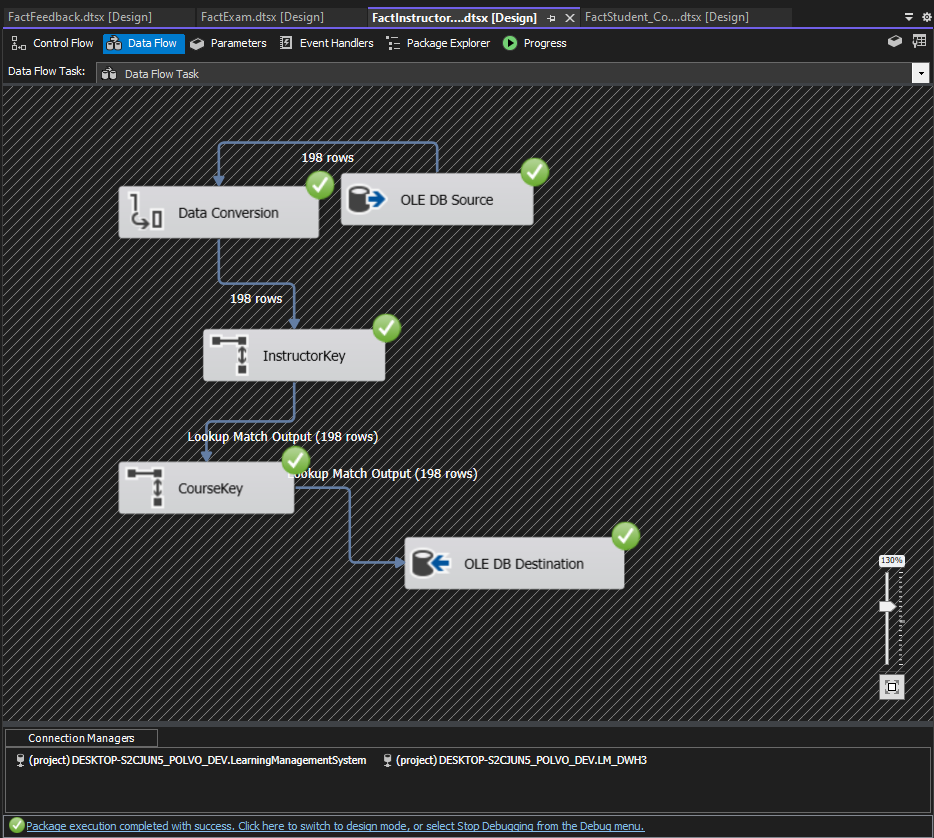 FactFeedback.dtsx [Design]
FactExam.dtsx [Design]
FactInstructor....dtsx [Design]
FactStudent_Co....dtsx [Design]
Control Flow
Data Flow
Parameters
Event Handlers
Package Explorer
Progress
Data Flow Task:
Data Flow Task
198 rows
OLE DB Source
Data Conversion
198 rows
InstructorKey
Lookup Match Output (198 rows)
Lookup Match Output (198 rows)
CourseKey
OLE DB Destination
130%
Connection Managers
(project) DESKTOP-S2CJUN5_POLVO_DEV.LearningManagementSystem
(project) DESKTOP-S2CJUN5_POLVO_DEV.LM_DWH3
Package execution completed with success. Click here to switch to design mode, or select Stop Debugging from the Debug menu.